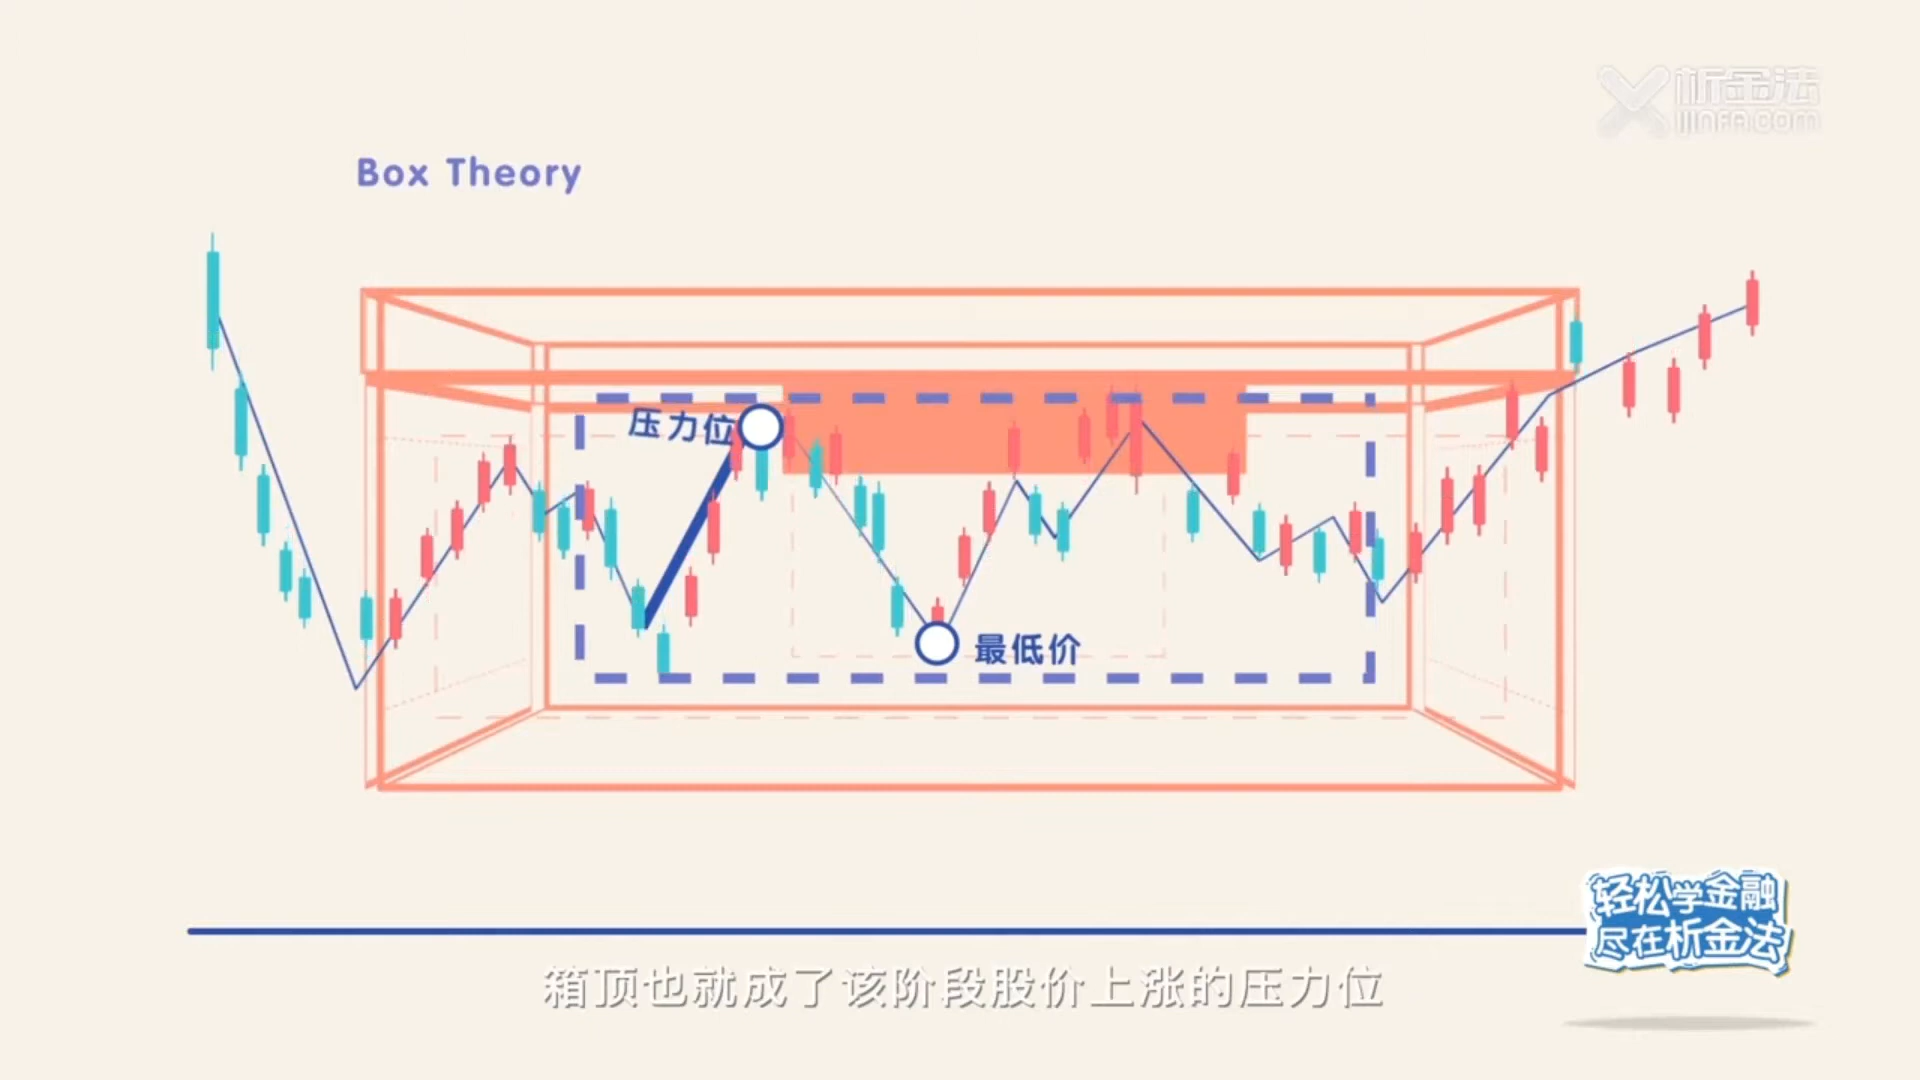 析金法
Box Theory
压力位
最低价
轻松学金融
尽在析金法
箱顶也就成了该阶段股价上涨的压力位